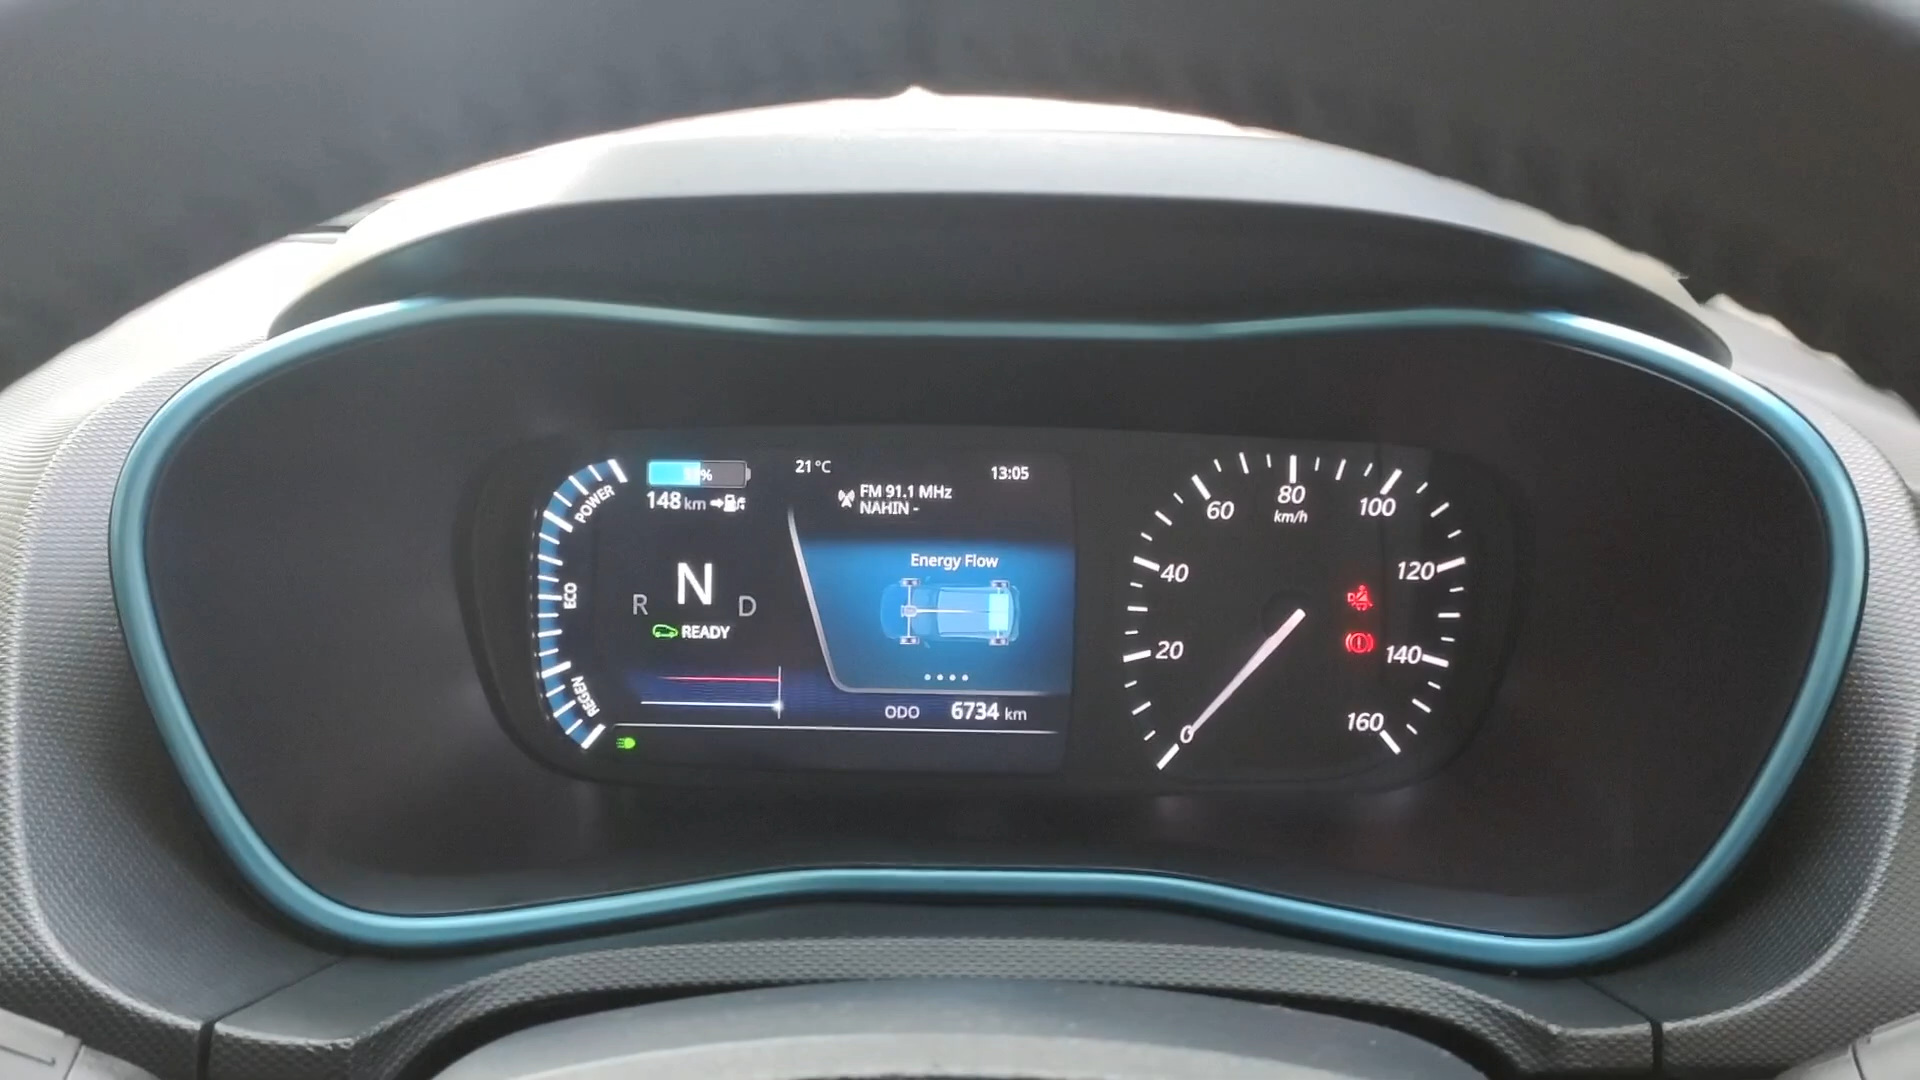 POWER
ECO
REGEN
148 km
R N D
READY
21°C
13:05
FM 91.1 MHz
NAHIN -
Energy Flow
ODO 6734 km
0
20
40
60
80
km/h
100
120
140
160